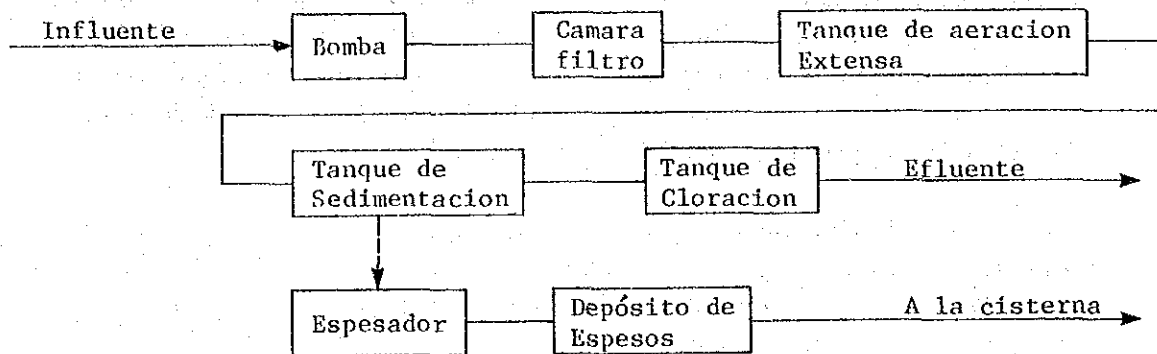 Influente
Bomba
Camara
filtro
Tanque de aeracion
Extensa
Tanque de
Sedimentacion
Tanque de
Cloracion
Efluente
Espesador
Depósito de
Espesos
A la cisterna